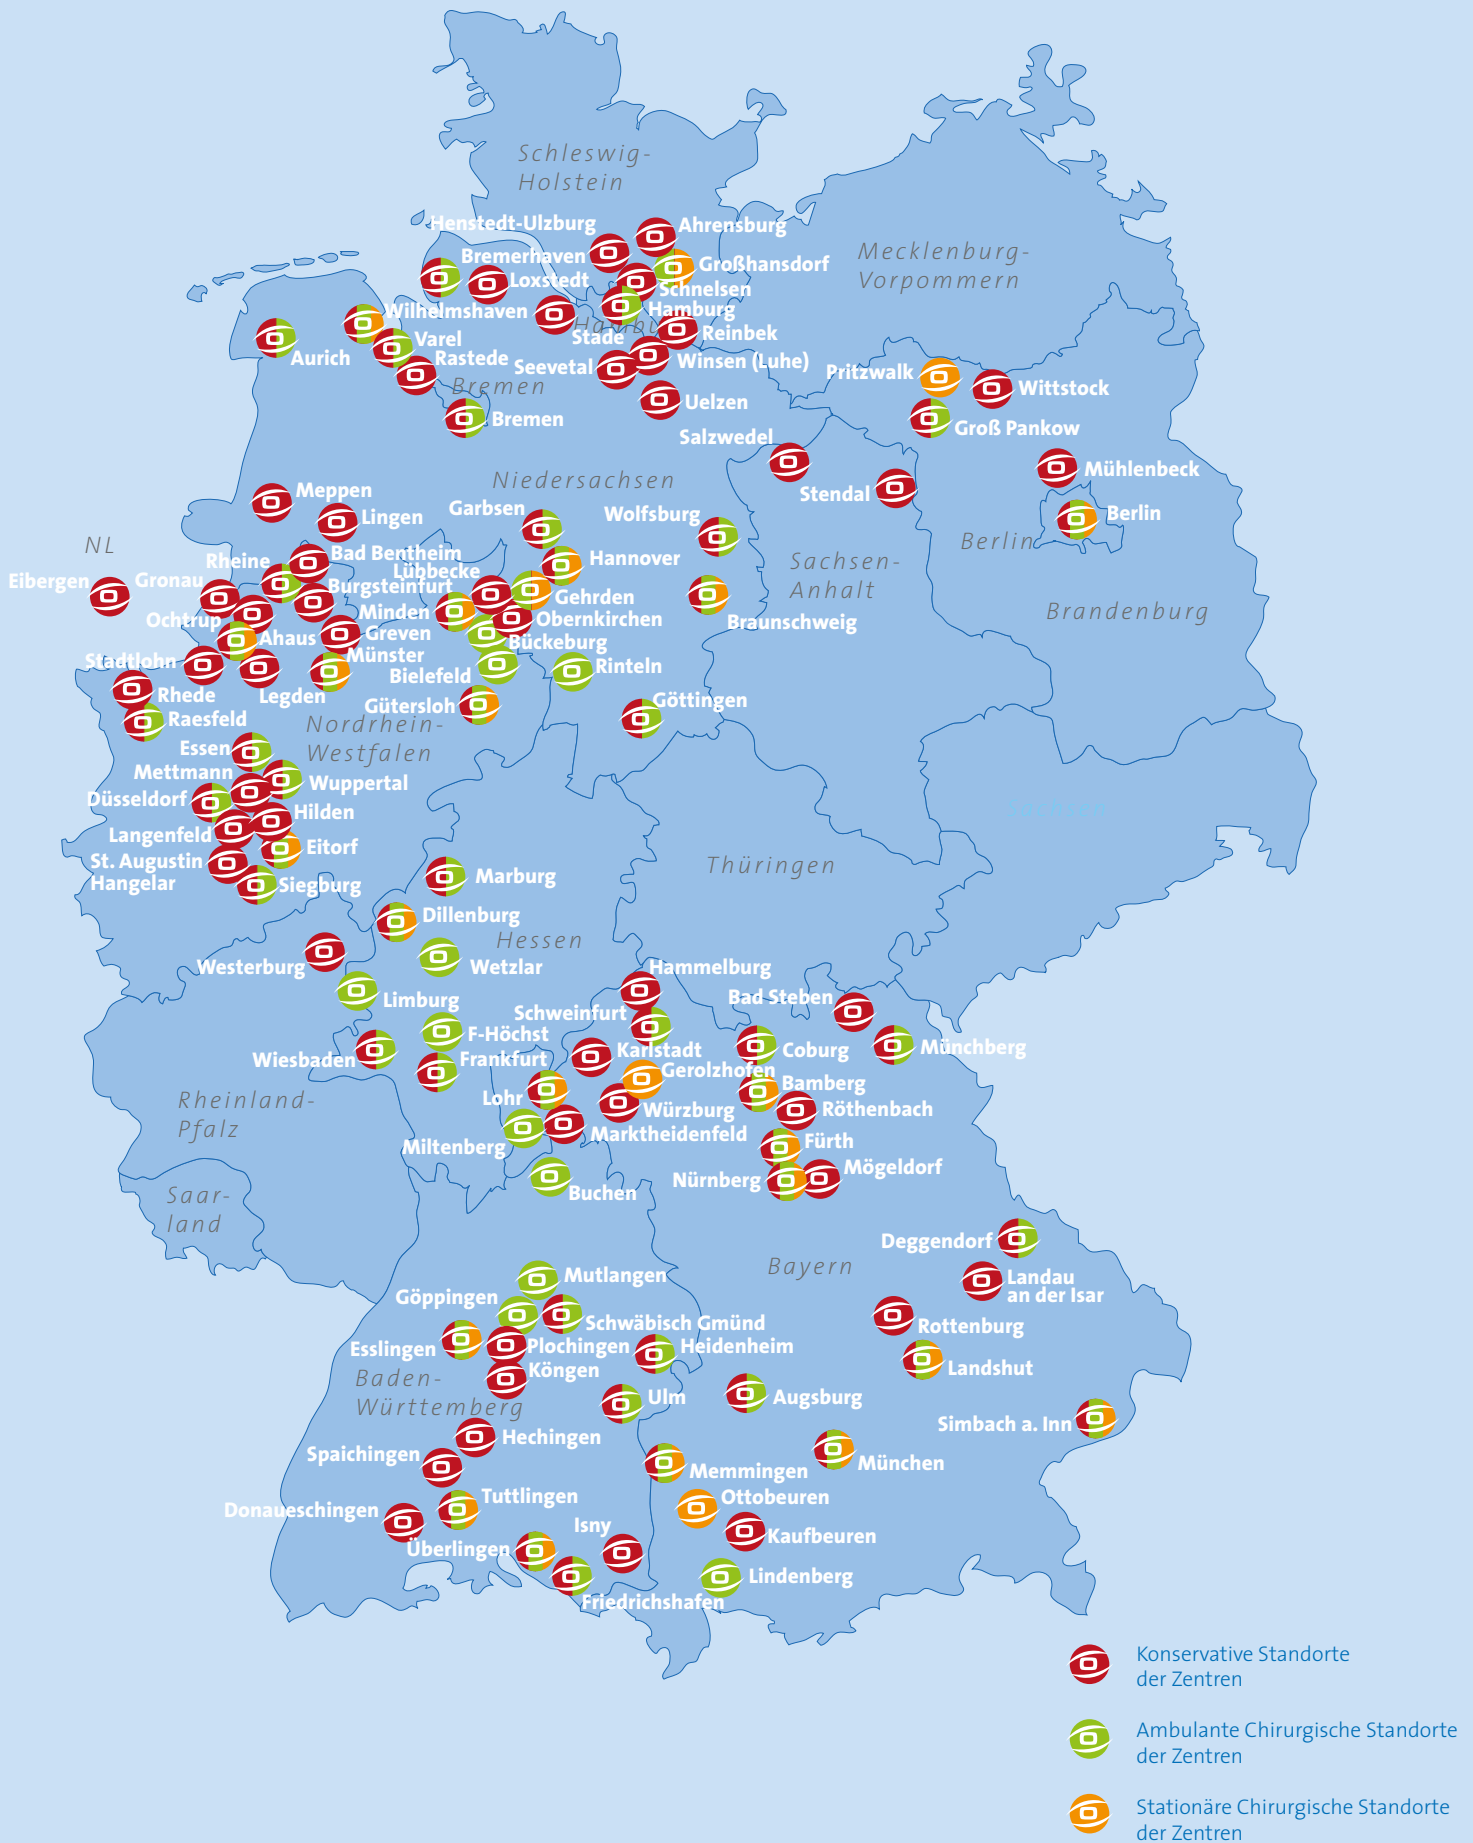 Schleswig-
Holstein
Henstedt-Ulzburg
Ahrensburg
Mecklenburg-
Vorpommern
Bremerhaven
Großhansdorf
Loxstedt
Schnelsen
Wilhelmshaven
Hamburg
Hambu
Stade
Reinbek
Varel
Aurich
Rastede
Seevetal
Winsen (Luhe)
Pritzwalk
Bremen
Wittstock
Uelzen
Bremen
Groß Pankow
Salzwedel
Mühlenbeck
Niedersachsen
Meppen
Stendal
Garbsen
Wolfsburg
Berlin
Lingen
NL
Berlin
Bad Bentheim
Hannover
Rheine
Sachsen-
Anhalt
Lübbecke
Eibergen
Gronau
Burgsteinfurt
Gehrden
Minden
Brandenburg
Ochtrup
Obernkirchen
Braunschweig
Ahaus
Greven
Bückeburg
Münster
Stadtlohn
Rinteln
Bielefeld
Rhede
Legden
Göttingen
Gütersloh
Raesfeld
Nordrhein-
Westfalen
Essen
Mettmann
Wuppertal
Düsseldorf
Sachsen
Hilden
Langenfeld
Eitorf
St. Augustin
Hangelar
Thüringen
Siegburg
Marburg
Dillenburg
Hessen
Westerburg
Wetzlar
Hammelburg
Limburg
Bad Steben
Schweinfurt
F-Höchst
Karlstadt
Coburg
Münchberg
Wiesbaden
Frankfurt
Gerolzhofen
Bamberg
Lohr
Rheinland-
Pfalz
Würzburg
Röthenbach
Marktheidenfeld
Miltenberg
Fürth
Mögeldorf
Nürnberg
Buchen
Saar-
land
Deggendorf
Bayern
Mutlangen
Landau
an der Isar
Göppingen
Schwäbisch Gmünd
Rottenburg
Esslingen
Plochingen
Heidenheim
Köngen
Landshut
Baden-
Württemberg
Ulm
Augsburg
Simbach a. Inn
Hechingen
Spaichingen
München
Memmingen
Tuttlingen
Ottobeuren
Donaueschingen
Isny
Kaufbeuren
Überlingen
Lindenberg
Friedrichshafen
Konservative Standorte
der Zentren
Ambulante Chirurgische Standorte
der Zentren
Stationäre Chirurgische Standorte
der Zentren